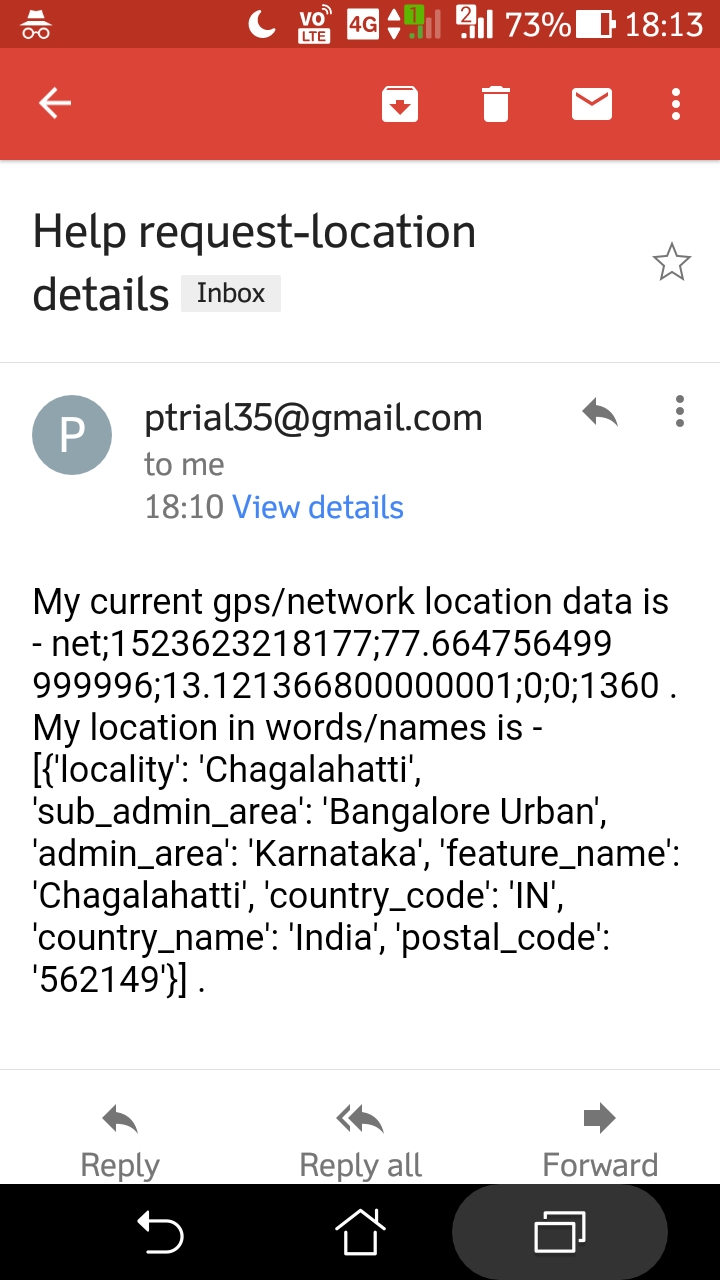 VO LTE 4G 1 2 73% 18:13
Help request-location
details Inbox
P
ptrial35@gmail.com
to me
18:10 View details
My current gps/network location data is
- net;1523623218177;77.664756499
999996;13.121366800000001;0;0;1360 .
My location in words/names is -
[{'locality': 'Chagalahatti',
'sub_admin_area': 'Bangalore Urban',
'admin_area': 'Karnataka', 'feature_name':
'Chagalahatti', 'country_code': 'IN',
'country_name': 'India', 'postal_code':
'562149'}] .
Reply Reply all Forward